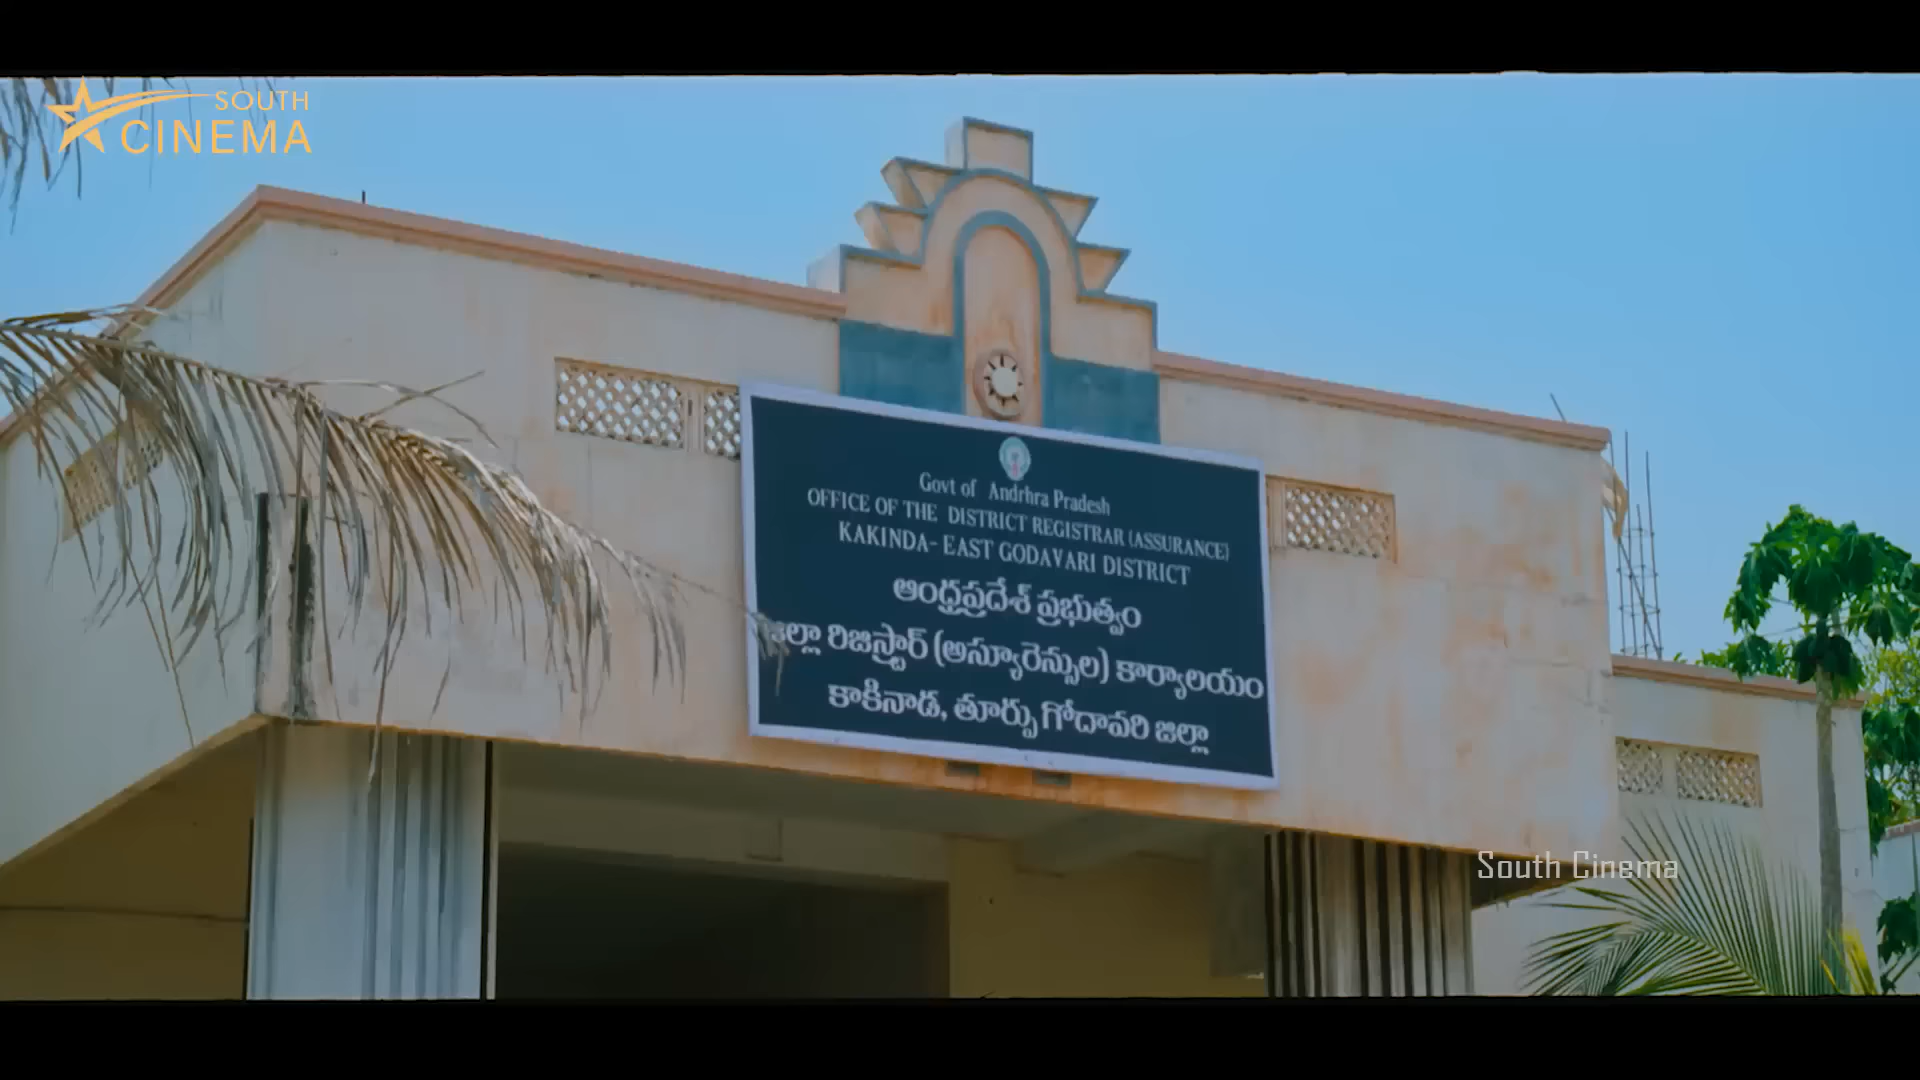 SOUTH
CINEMA
Govt of Andrhra Pradesh
OFFICE OF THE DISTRICT REGISTRAR (ASSURANCE)
KAKINDA- EAST GODAVARI DISTRICT
ఆంధ్రప్రదేశ్ ప్రభుత్వం
జిల్లా రిజిస్ట్రార్ (అస్యూరెన్సుల) కార్యాలయం
కాకినాడ, తూర్పు గోదావరి జిల్లా
South Cinema